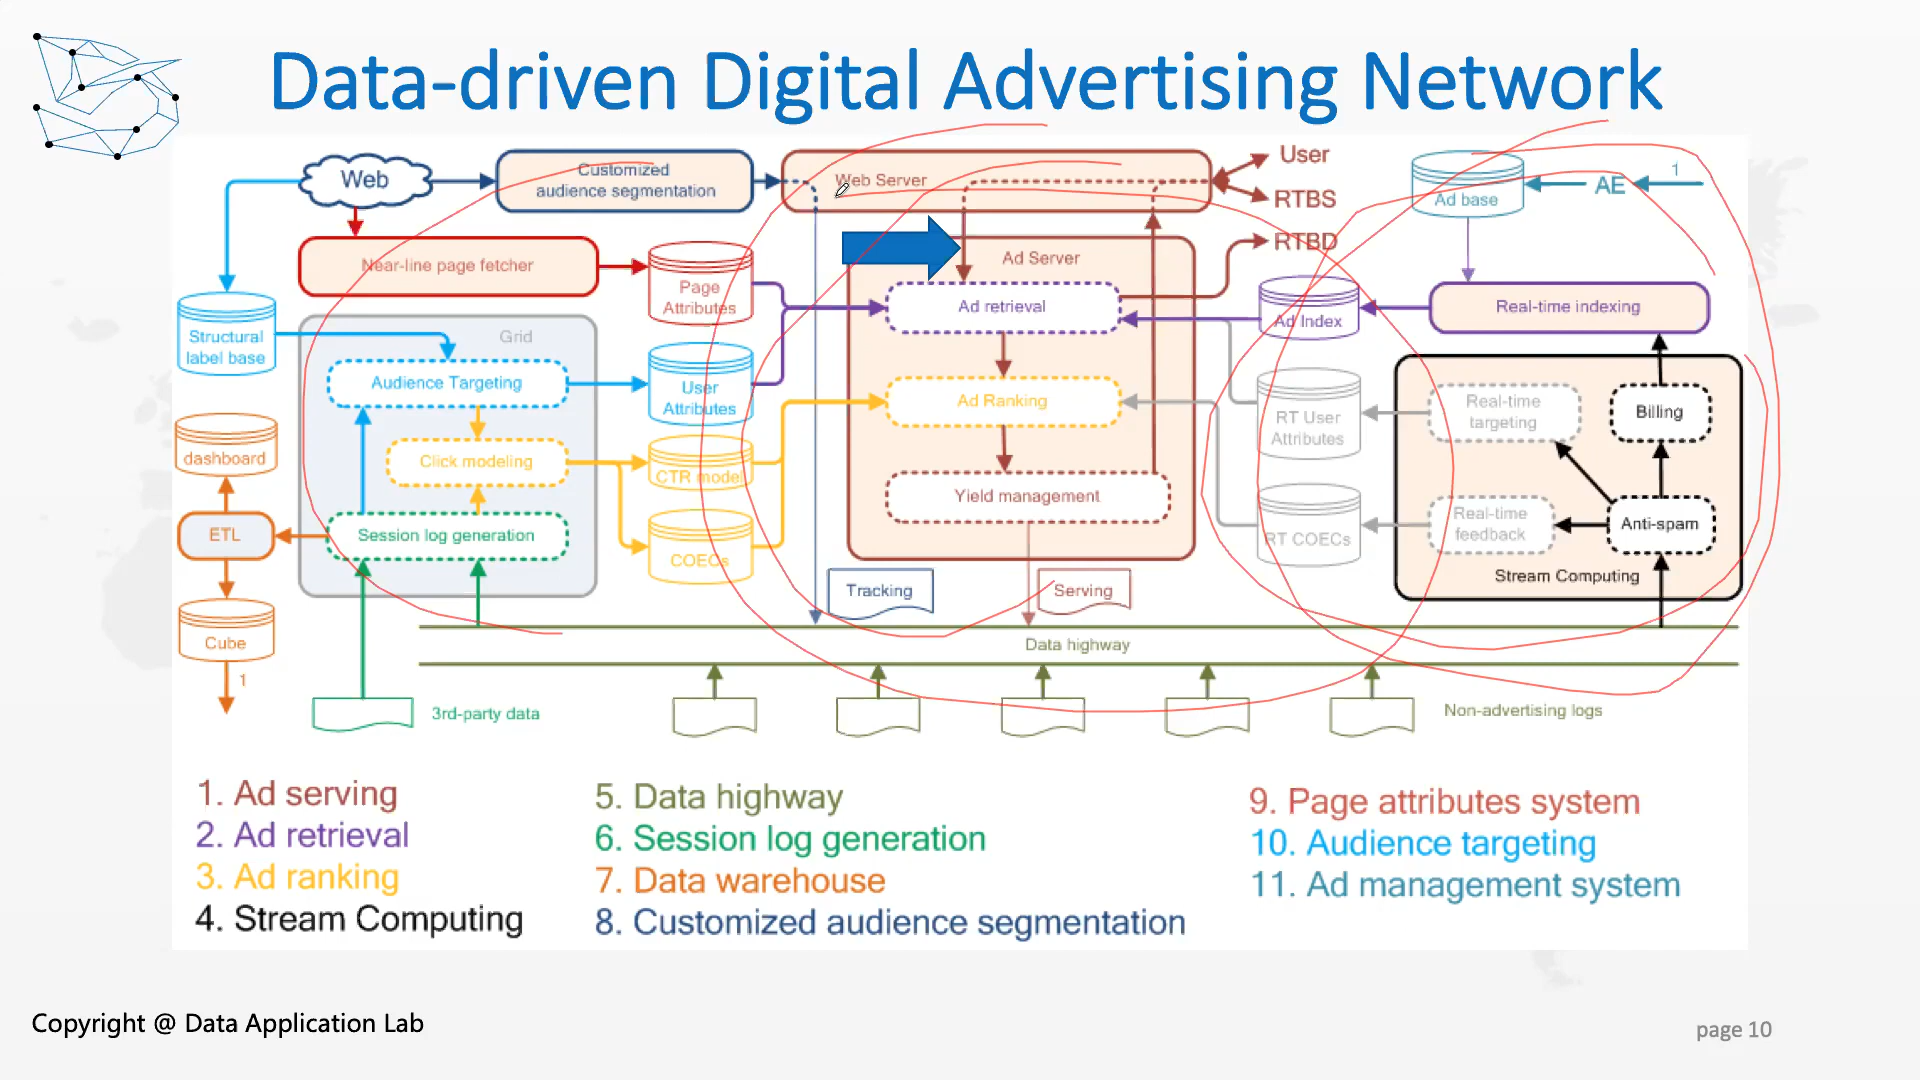 Data-driven Digital Advertising Network
Web
Customized
audience segmentation
Web Server
User
RTBS
RTBD
Ad base
AE
1
Near-line page fetcher
Page
Attributes
Ad Server
Ad retrieval
Ad Index
Real-time indexing
Structural
label base
Grid
Audience Targeting
User
Attributes
Ad Ranking
RT User
Attributes
Real-time
targeting
Billing
dashboard
Click modeling
CTR model
Yield management
ETL
Session log generation
COECs
RT COECs
Real-time
feedback
Anti-spam
Stream Computing
Tracking
Serving
Cube
1
Data highway
3rd-party data
Non-advertising logs
1. Ad serving
2. Ad retrieval
3. Ad ranking
4. Stream Computing
5. Data highway
6. Session log generation
7. Data warehouse
8. Customized audience segmentation
9. Page attributes system
10. Audience targeting
11. Ad management system
Copyright @ Data Application Lab
page 10